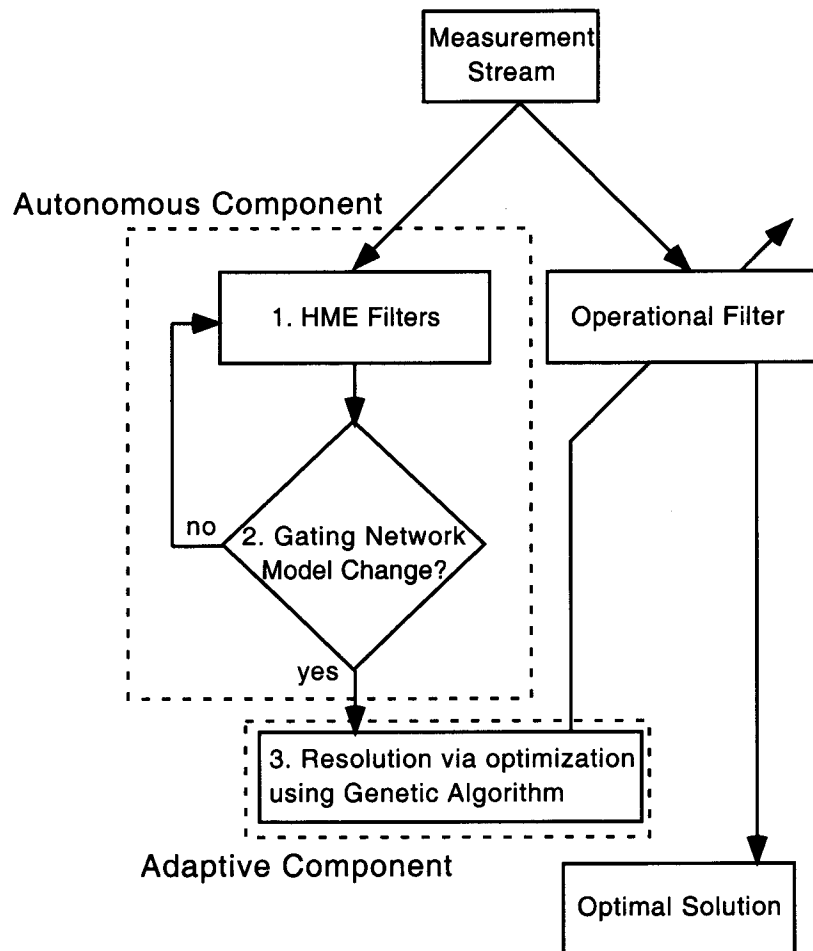 Measurement
Stream
Autonomous Component
1. HME Filters
Operational Filter
no
2. Gating Network
Model Change?
yes
3. Resolution via optimization
using Genetic Algorithm
Adaptive Component
Optimal Solution